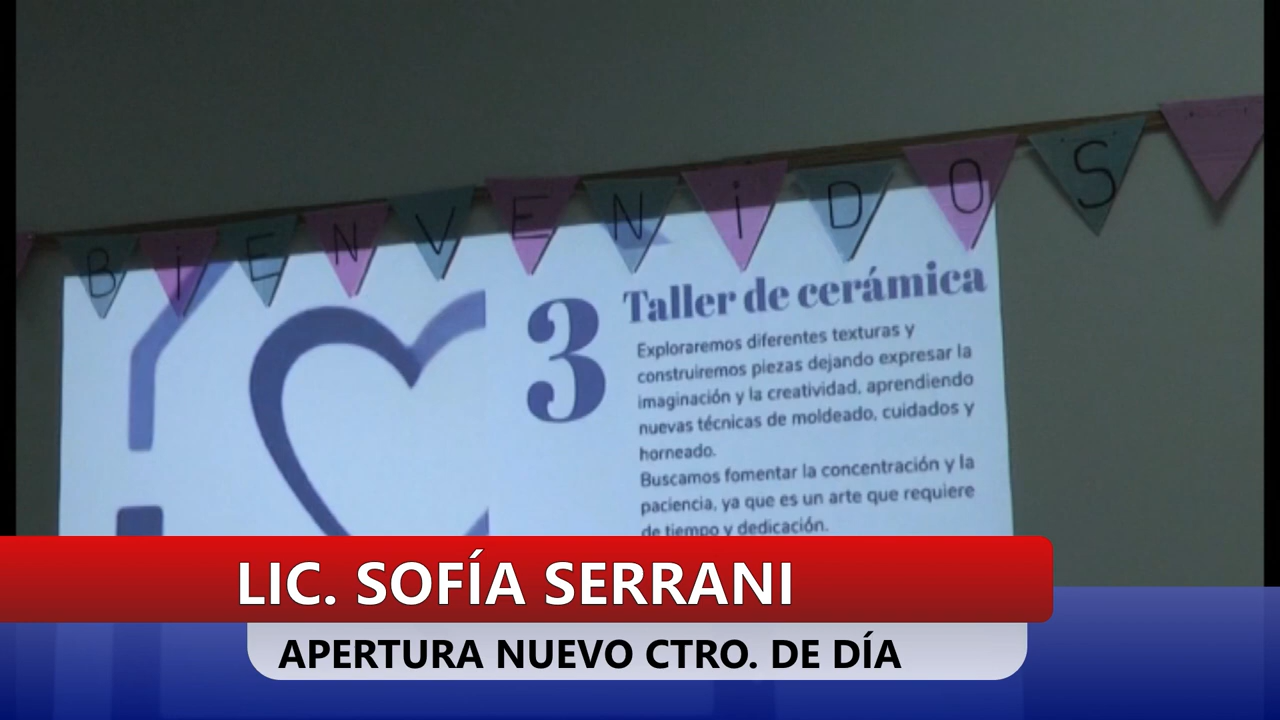 BiENVENiDOS
3
Taller de cerámica
Exploraremos diferentes texturas y
construiremos piezas dejando expresar la
imaginación y la creatividad, aprendiendo
nuevas técnicas de moldeado, cuidados y
horneado.
Buscamos fomentar la concentración y la
paciencia, ya que es un arte que requiere
de tiempo y dedicación.
LIC. SOFÍA SERRANI
APERTURA NUEVO CTRO. DE DÍA